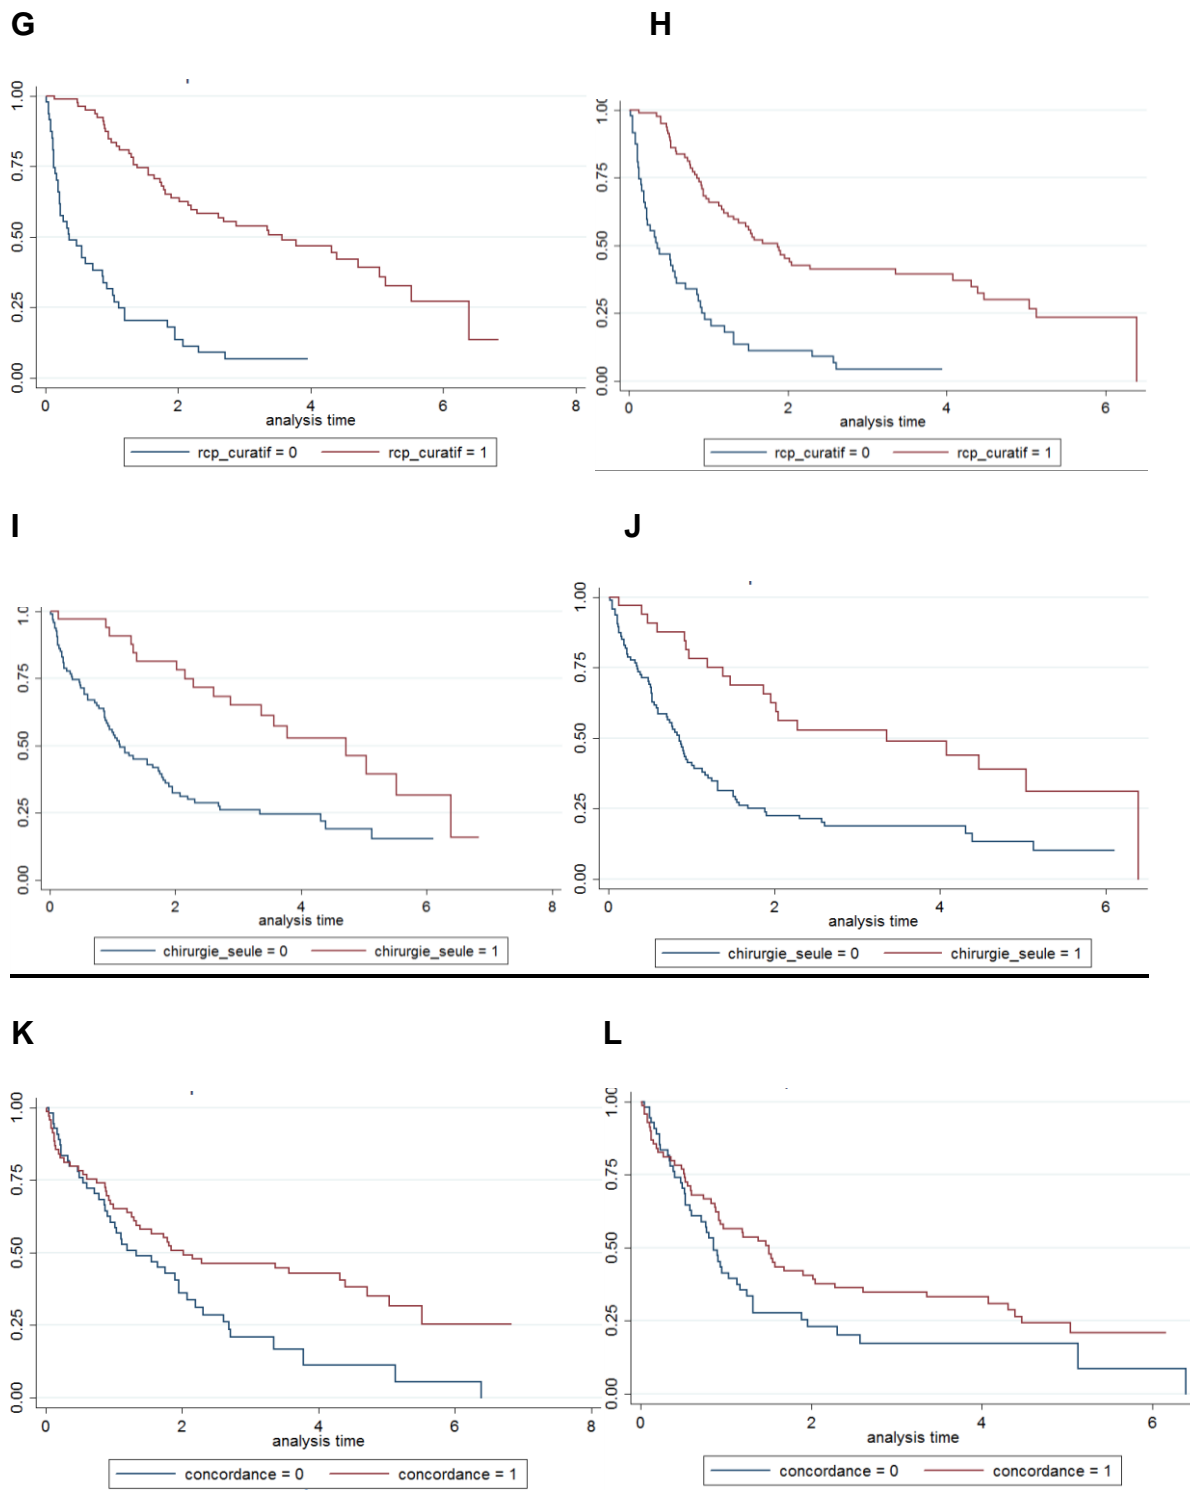 G
H
1.00
0.75
0.50
0.25
0.00
0 2 4 6 8
analysis time
rcp_curatif = 0 rcp_curatif = 1
0.75
0.50
0.25
0.00
0 2 4 6
analysis time
rcp_curatif = 0 rcp_curatif = 1
I
J
0.75
0.50
0.25
0.00
0 2 4 6 8
analysis time
chirurgie_seule = 0 chirurgie_seule = 1
1.00
0.75
0.50
0.25
0.00
0 2 4 6
analysis time
chirurgie_seule = 0 chirurgie_seule = 1
K
L
1.00
0.75
0.50
0.25
0.00
0 2 4 6 8
analysis time
concordance = 0 concordance = 1
0.75
0.50
0.25
0.00
0 2 4 6
analysis time
concordance = 0 concordance = 1